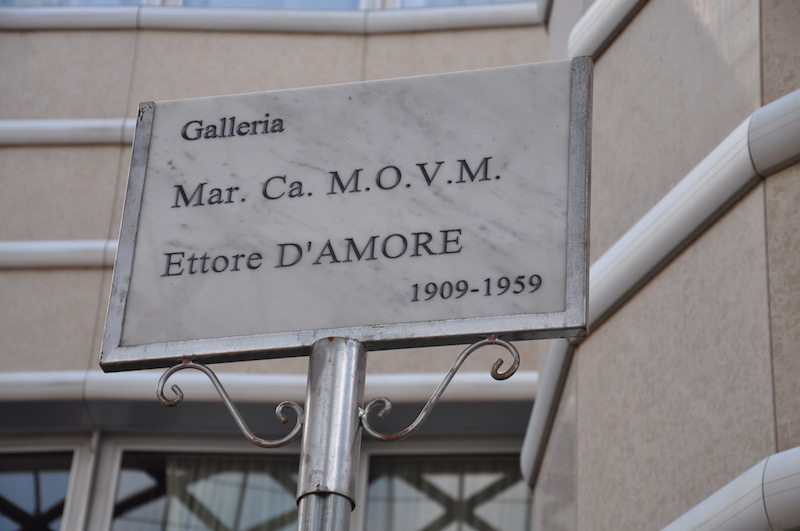 Galleria
Mar. Ca. M.O.V.M.
Ettore D'AMORE
1909-1959